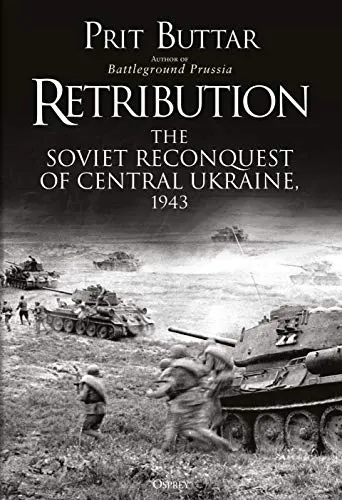 PRIT BUTTAR
AUTHOR OF
Battleground Prussia
RETRIBUTION
THE
SOVIET RECONQUEST
OF CENTRAL UKRAINE,
1943
OSPREY